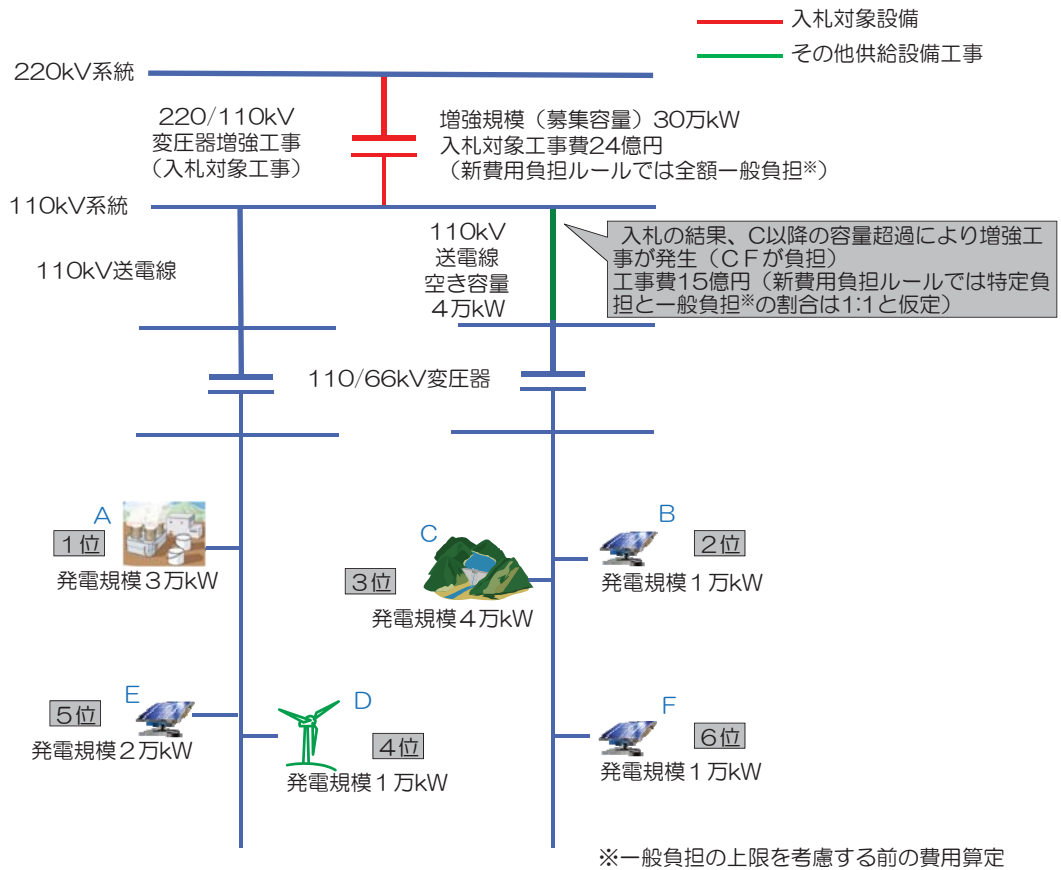 入札対象設備
その他供給設備工事
220kV系統
220/110kV
変圧器増強工事
（入札対象工事）
増強規模（募集容量）30万kW
入札対象工事費24億円
（新費用負担ルールでは全額一般負担※）
110kV系統
110kV送電線
110kV
送電線
空き容量
4万kW
入札の結果、C以降の容量超過により増強工
事が発生（CFが負担）
工事費15億円（新費用負担ルールでは特定負
担と一般負担※の割合は1:1と仮定）
110/66kV変圧器
A
1位
発電規模3万kW
C
3位
発電規模4万kW
B
2位
発電規模1万kW
E
5位
発電規模2万kW
D
4位
発電規模1万kW
F
6位
発電規模1万kW
※一般負担の上限を考慮する前の費用算定